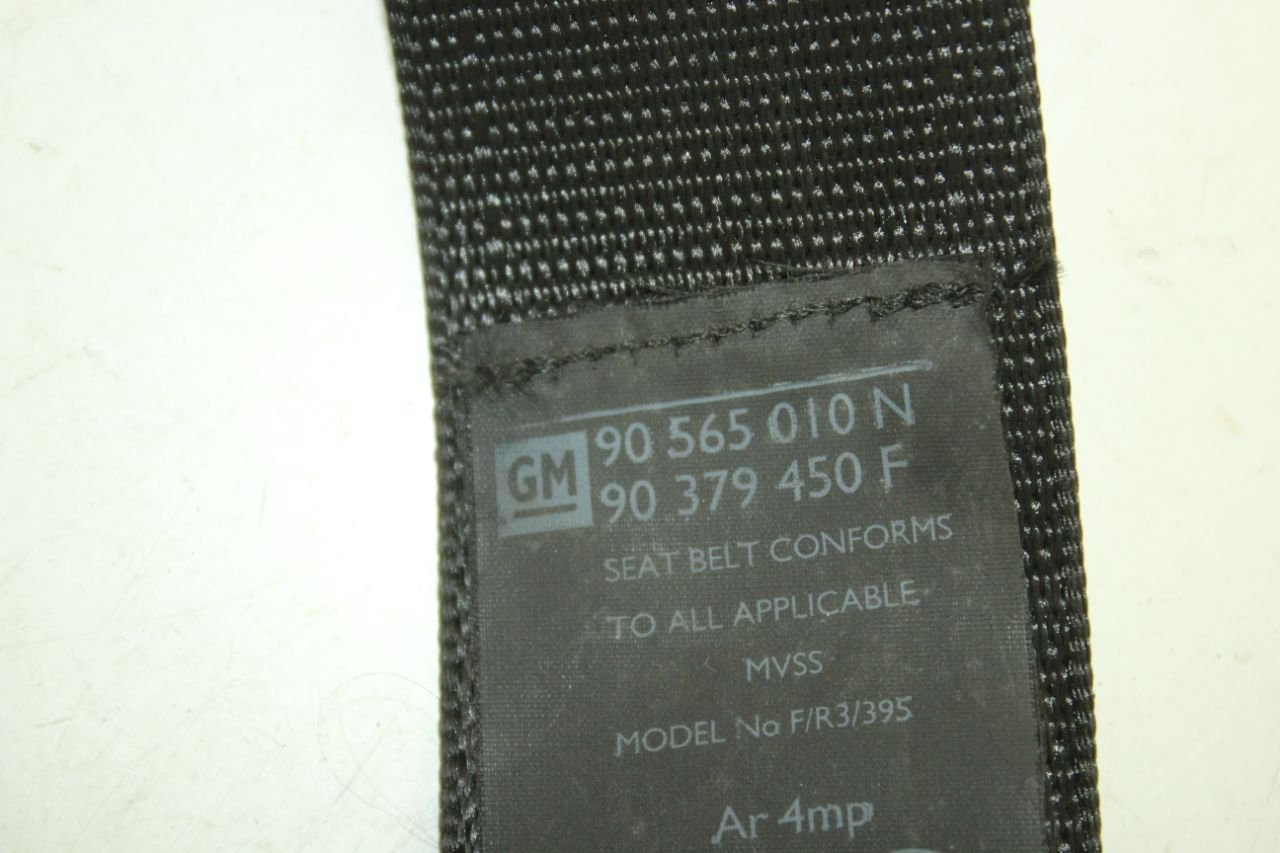 GM
90 565 010 N
90 379 450 F
SEAT BELT CONFORMS
TO ALL APPLICABLE
MVSS
MODEL No F/R3/395
Ar 4mp